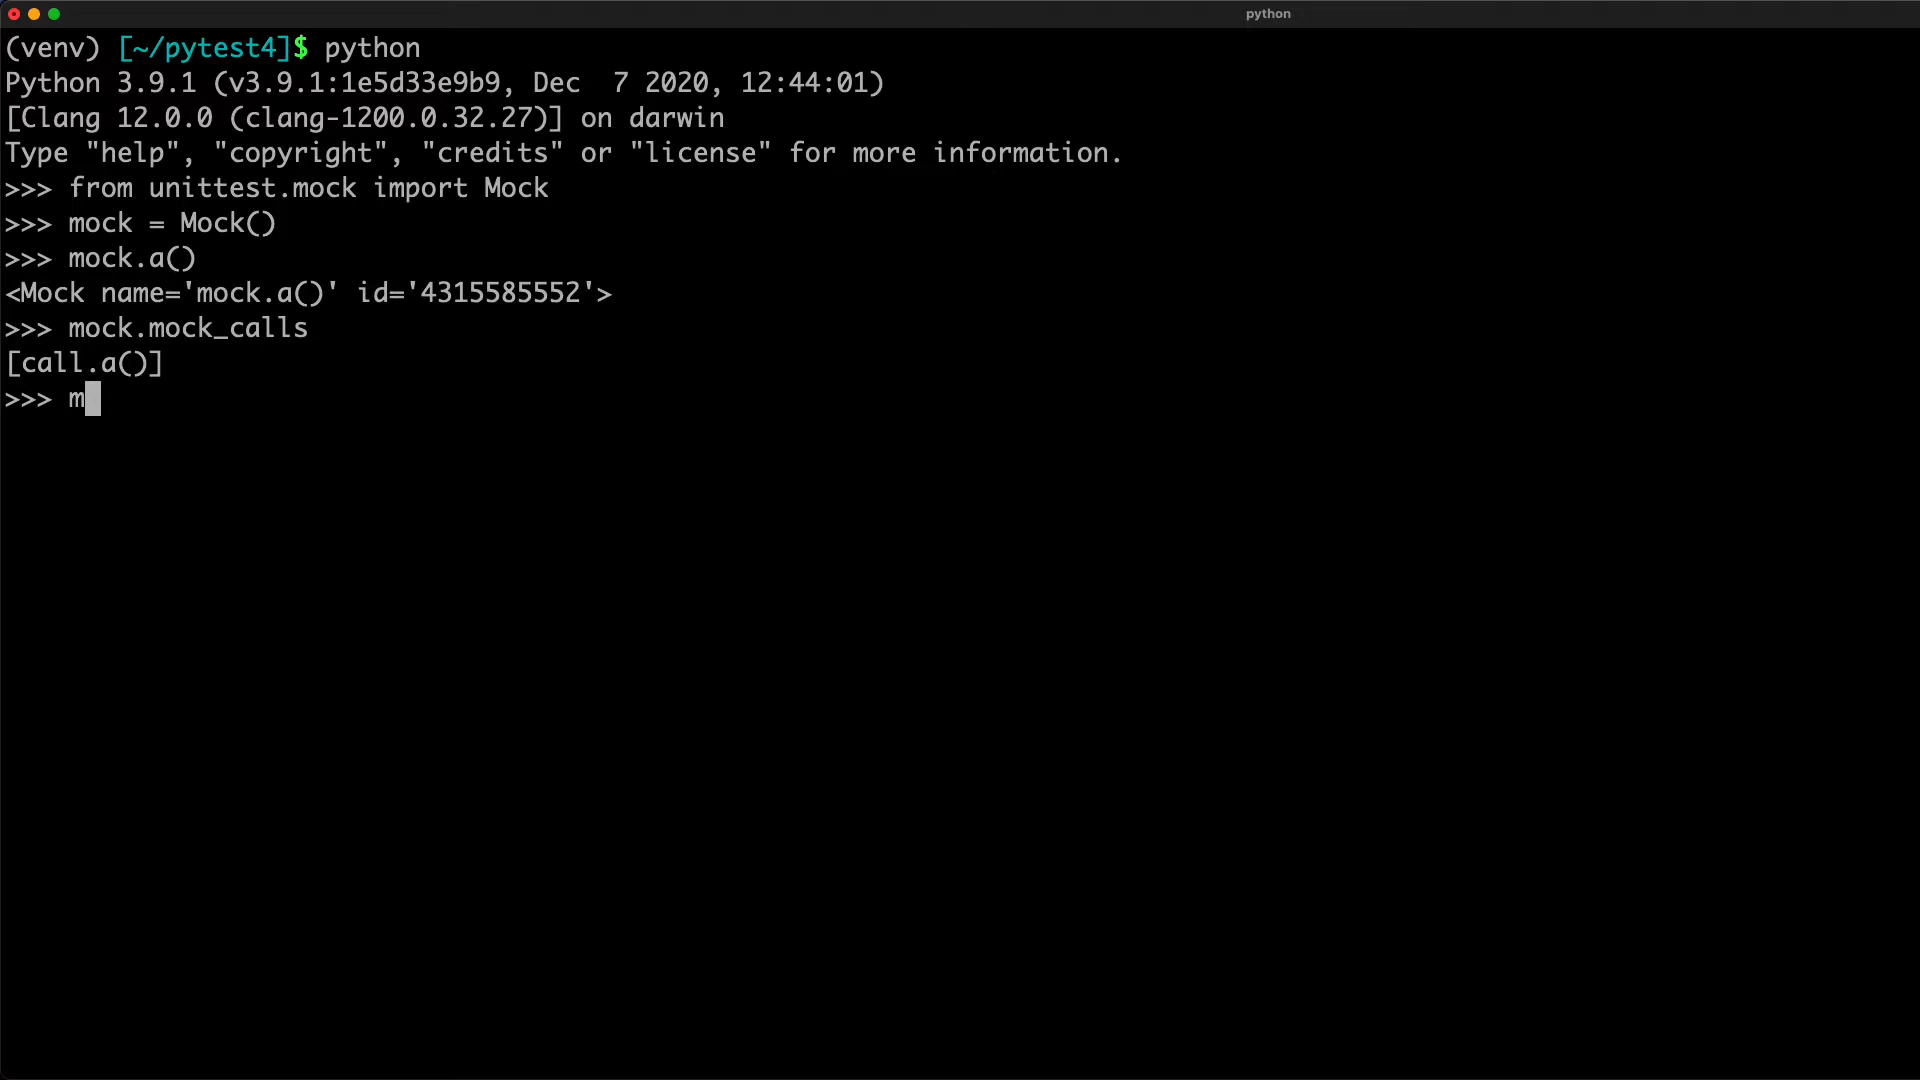 python
(venv) [~/pytest4]$ python
Python 3.9.1 (v3.9.1:1e5d33e9b9, Dec  7 2020, 12:44:01)
[Clang 12.0.0 (clang-1200.0.32.27)] on darwin
Type "help", "copyright", "credits" or "license" for more information.
>>> from unittest.mock import Mock
>>> mock = Mock()
>>> mock.a()
<Mock name='mock.a()' id='4315585552'>
>>> mock.mock_calls
[call.a()]
>>> m